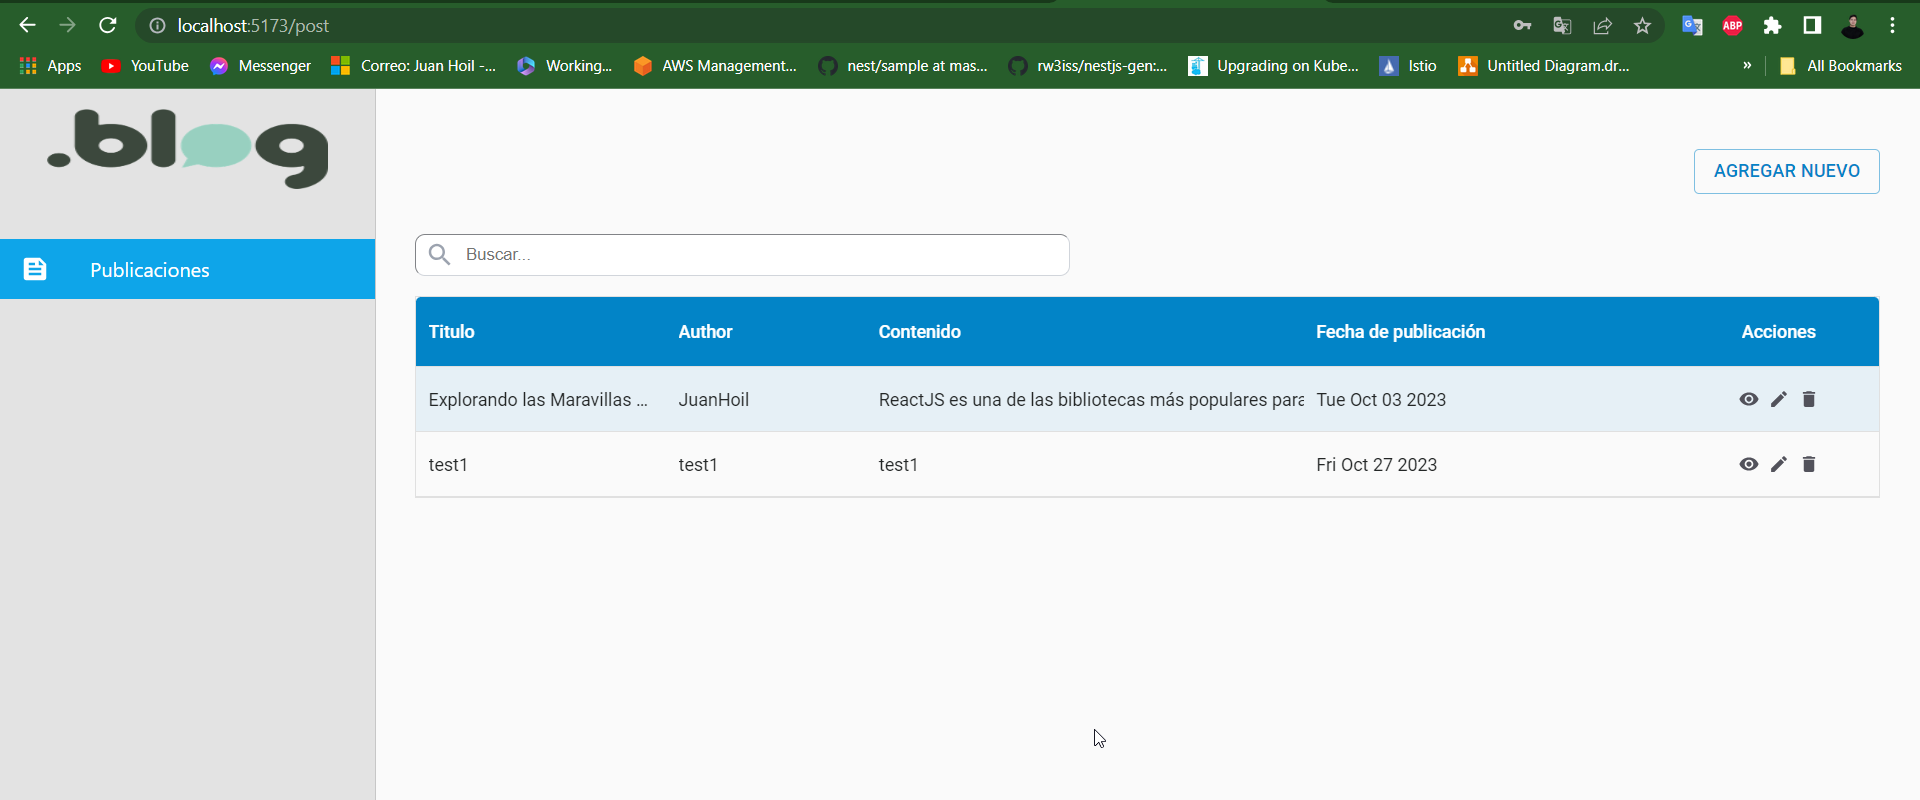 localhost:5173/post
ABP
Apps YouTube Messenger Correo: Juan Hoil -... Working... AWS Management... nest/sample at mas... rw3iss/nestjs-gen:... Upgrading on Kube... Istio Untitled Diagram.dr... » All Bookmarks
.blog
AGREGAR NUEVO
Buscar...
Publicaciones
Titulo Author Contenido Fecha de publicación Acciones
Explorando las Maravillas ... JuanHoil ReactJS es una de las bibliotecas más populares para Tue Oct 03 2023
test1 test1 test1 Fri Oct 27 2023